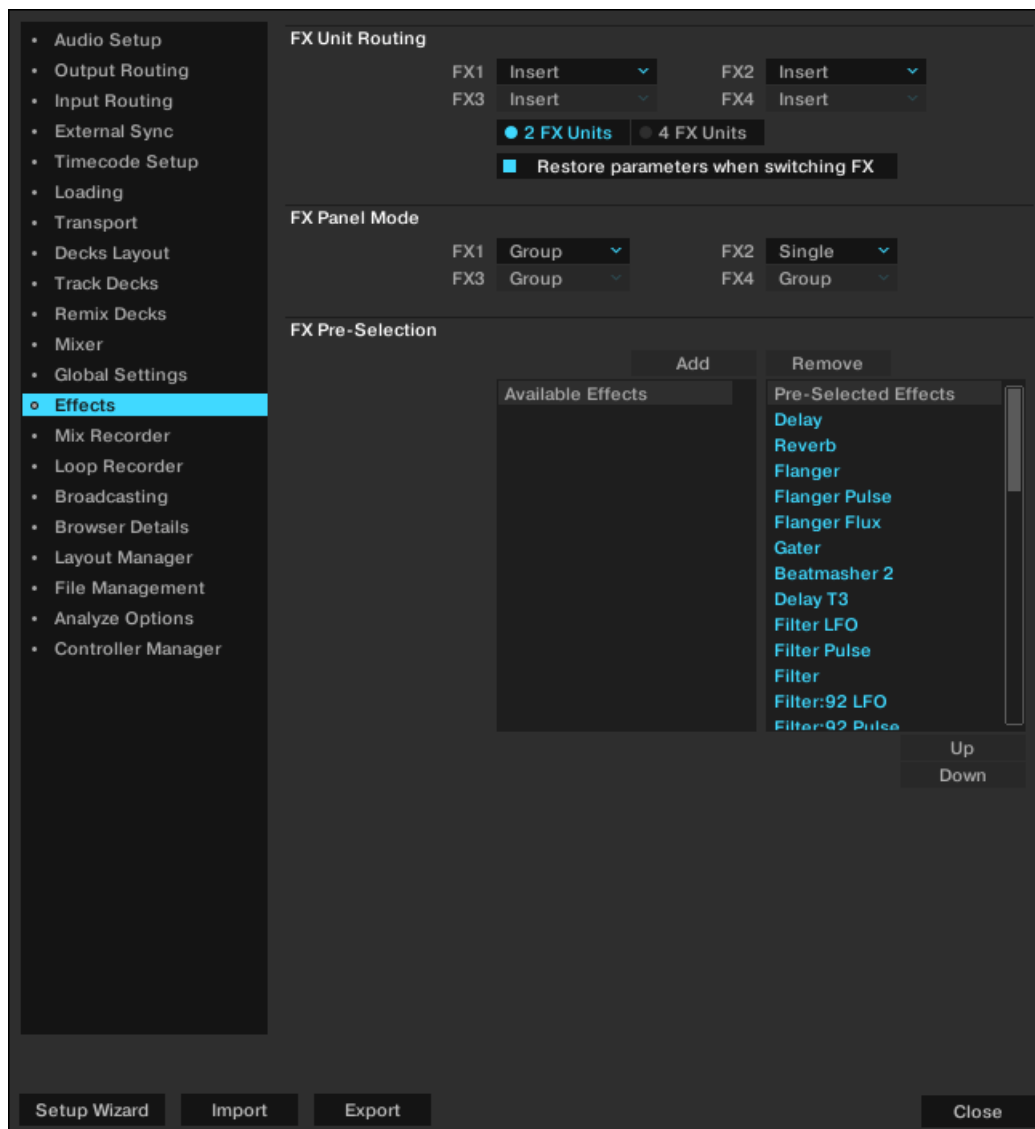 Audio Setup
Output Routing
Input Routing
External Sync
Timecode Setup
Loading
Transport
Decks Layout
Track Decks
Remix Decks
Mixer
Global Settings
Effects
Mix Recorder
Loop Recorder
Broadcasting
Browser Details
Layout Manager
File Management
Analyze Options
Controller Manager
FX Unit Routing
FX1 Insert FX2 Insert
FX3 Insert FX4 Insert
2 FX Units 4 FX Units
Restore parameters when switching FX
FX Panel Mode
FX1 Group FX2 Single
FX3 Group FX4 Group
FX Pre-Selection
Add Remove
Available Effects
Pre-Selected Effects
Delay
Reverb
Flanger
Flanger Pulse
Flanger Flux
Gater
Beatmasher 2
Delay T3
Filter LFO
Filter Pulse
Filter
Filter:92 LFO
Filter:92 Pulse
Up
Down
Setup Wizard Import Export Close